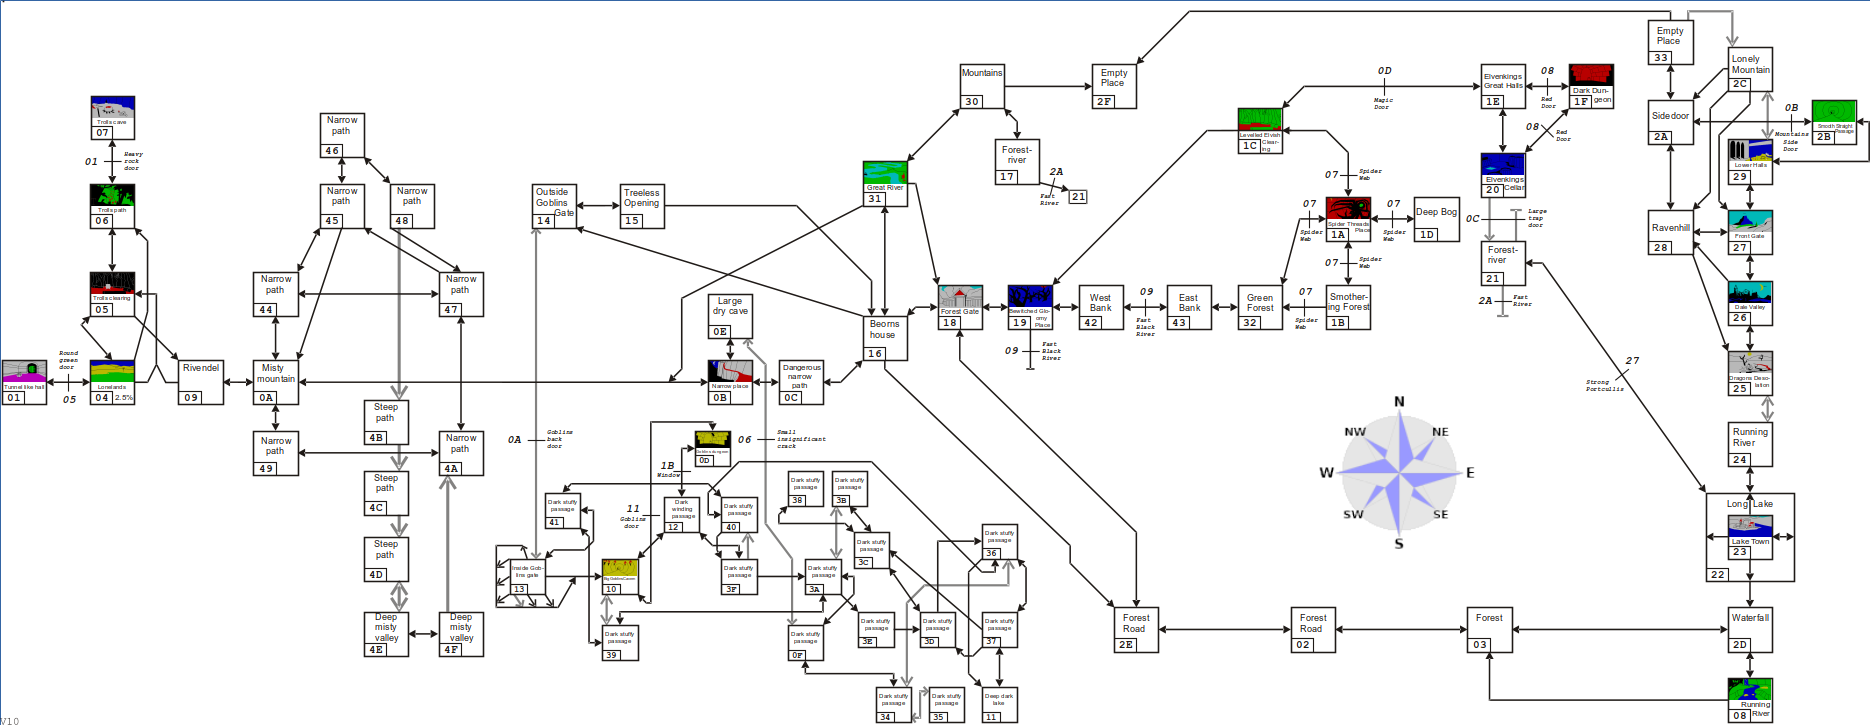 Trolls cave
07
01
Heavy
rock
door
Trolls path
06
Trolls clearing
05
Round
green
door
Tunnel like hall
01
05
Lonelands
04
2.5%
Rivendel
09
Narrow
path
46
Narrow
path
45
Narrow
path
48
Narrow
path
44
Narrow
path
47
Misty
mountain
0A
Narrow
path
49
Narrow
path
4A
Steep
path
4B
Steep
path
4C
Steep
path
4D
Deep
misty
valley
4E
Deep
misty
valley
4F
Outside
Goblins
Gate
14
Treeless
Opening
15
Large
dry cave
0E
Narrow place
0B
Dangerous
narrow
path
0C
0A
Goblins
back
door
0D
06
Small
insignificant
crack
1B
Window
11
Goblins
door
Dark stuffy
passage
41
Dark
winding
passage
12
Dark stuffy
passage
40
Inside Gob-
lins gate
13
10
Dark stuffy
passage
39
Dark stuffy
passage
3F
Dark stuffy
passage
38
Dark stuffy
passage
3B
Dark stuffy
passage
3C
Dark stuffy
passage
3A
Dark stuffy
passage
0F
Dark stuffy
passage
3E
Dark stuffy
passage
3D
Dark stuffy
passage
36
Dark stuffy
passage
37
Dark stuffy
passage
34
Dark stuffy
passage
35
Deep dark
lake
11
Great River
31
Beorns
house
16
Mountains
30
Empty
Place
2F
Forest-
river
17
2A
Fast
River
21
Forest Gate
18
Bewitched Glo-
omy
Place
19
09
Fast
Black
River
West
Bank
42
09
Fast
Black
River
East
Bank
43
Green
Forest
32
07
Spider
Web
Smother-
ing Forest
1B
Levelled Elvish
Clear-
ing
1C
07
Spider
Web
07
Spider
Web
Spider Threads
Place
1A
07
Spider
Web
Deep Bog
1D
07
Spider
Web
0D
Magic
Door
Elvenkings
Great Halls
1E
08
Red
Door
Dark Dun-
geon
1F
08
Red
Door
Elvenkings
Cellar
20
0C
Large
trap
door
Forest-
river
21
2A
Fast
River
27
Strong
Portcullis
Empty
Place
33
Lonely
Mountain
2C
Side door
2A
0B
Mountains
Side
Door
Smooth Straight
Passage
2B
Lower Halls
29
Ravenhill
28
Front Gate
27
Dale Valley
26
Dragons Deso-
lation
25
Running
River
24
Long Lake
Lake Town
23
22
N
NW
NE
W
E
SW
SE
S
Forest
Road
2E
Forest
Road
02
Forest
03
Waterfall
2D
Running
River
08
V10